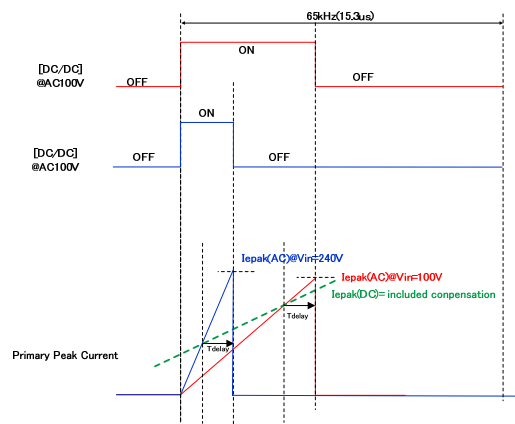 65kHz(15.3us)
ON
[DC/DC]
@AC100V
OFF
OFF
ON
[DC/DC]
@AC100V
OFF
OFF
Iepak(AC)@Vin=240V
Iepak(AC)@Vin=100V
Iepak(DC)= included conpensation
Tdelay
Tdelay
Primary Peak Current